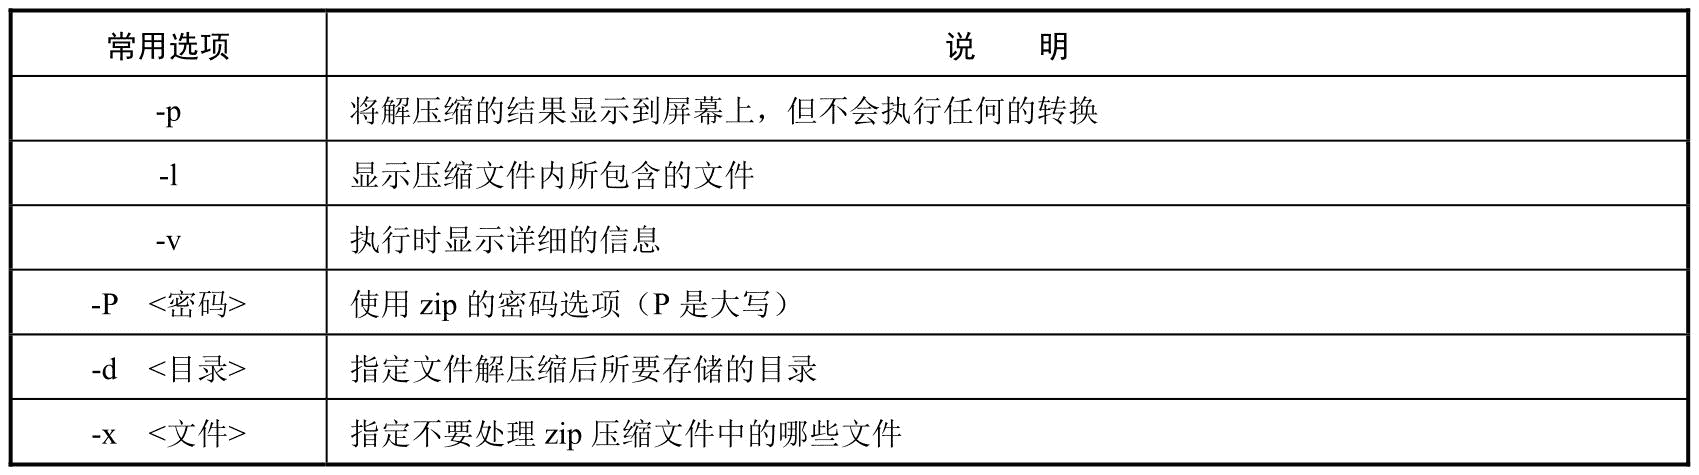 常用选项 说 明
-p 将解压缩的结果显示到屏幕上，但不会执行任何的转换
-l 显示压缩文件内所包含的文件
-v 执行时显示详细的信息
-P <密码> 使用 zip 的密码选项（P 是大写）
-d <目录> 指定文件解压缩后所要存储的目录
-x <文件> 指定不要处理 zip 压缩文件中的哪些文件